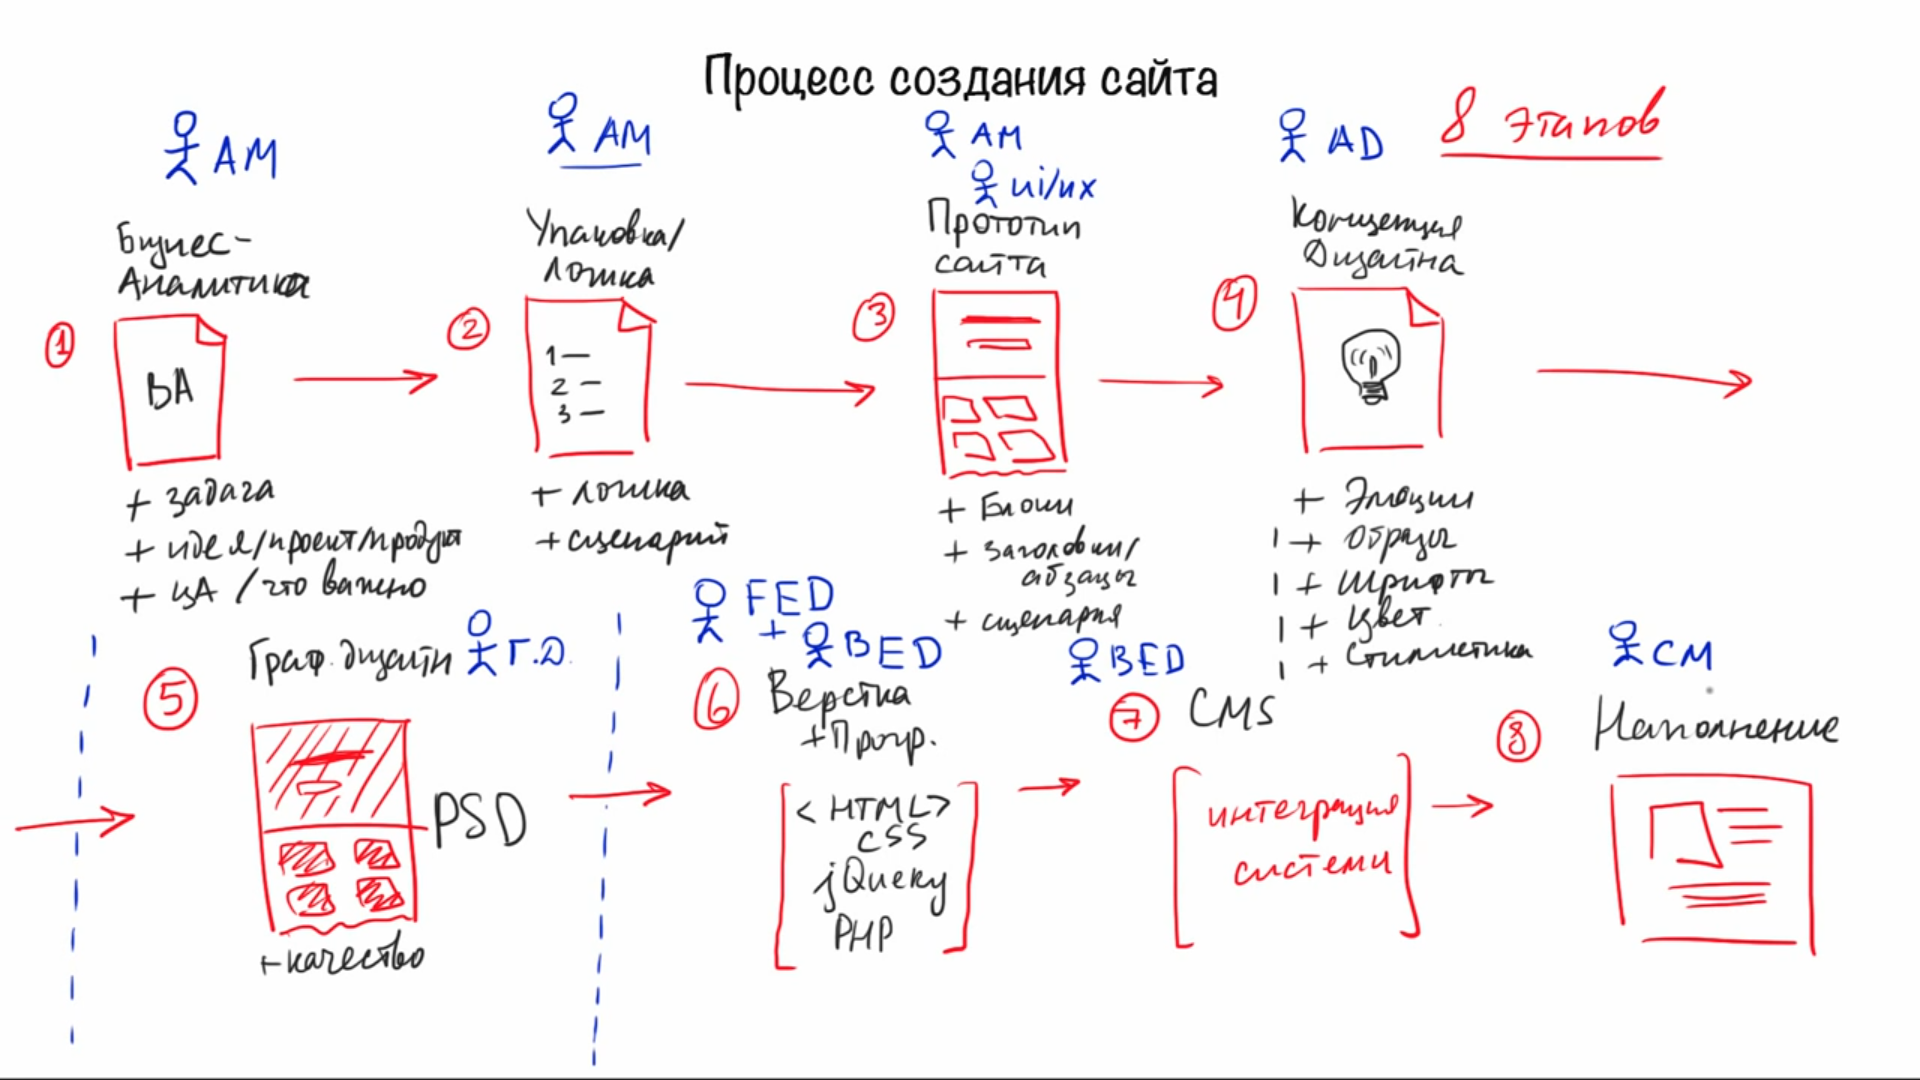 Процесс создания сайта
8 этапов
АМ
АМ
АМ
ui/ux
AD
Бизнес-
Аналитика
Упаковка/
логика
Прототип
сайта
Концепция
Дизайна
1
BA
2
1 —
2 —
3 —
3
4
+ задача
+ идея/проект/продукт
+ ЦА / что важно
+ логика
+ сценарий
+ Блоки
+ заголовки/
абзацы
+ сценария
+ Эмоции
+ Образы
+ Шрифты
+ Цвет
+ Стилистика
5
Граф. дизайн
Г.Д.
PSD
+ качество
FED
+ BED
6
Верстка
+ Прогр.
< HTML>
CSS
jQuery
PHP
BED
7
CMS
интеграция
системи
CM
8
Наполнение